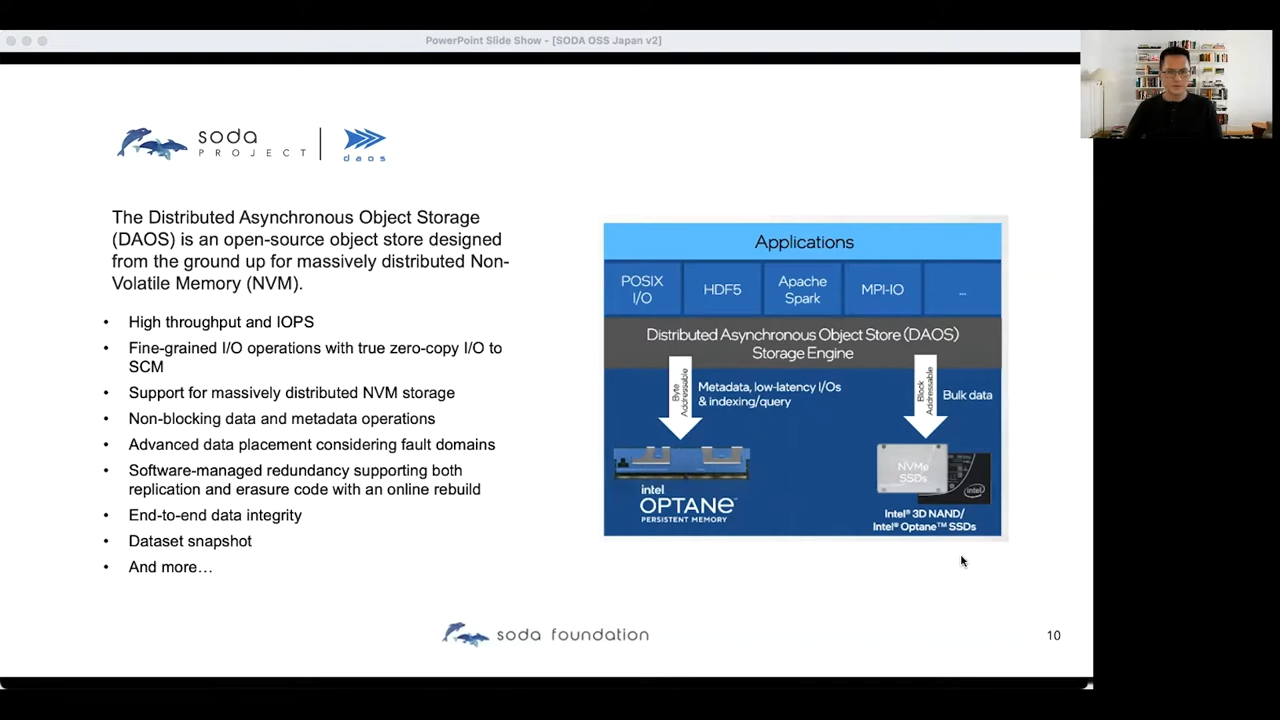 PowerPoint Slide Show - [SODA OSS Japan v2]
soda
PROJECT
daos
The Distributed Asynchronous Object Storage
(DAOS) is an open-source object store designed
from the ground up for massively distributed Non-
Volatile Memory (NVM).
• High throughput and IOPS
• Fine-grained I/O operations with true zero-copy I/O to
SCM
• Support for massively distributed NVM storage
• Non-blocking data and metadata operations
• Advanced data placement considering fault domains
• Software-managed redundancy supporting both
replication and erasure code with an online rebuild
• End-to-end data integrity
• Dataset snapshot
• And more…
Applications
POSIX
I/O
HDF5
Apache
Spark
MPI-IO
...
Distributed Asynchronous Object Store (DAOS)
Storage Engine
Byte
Addressable
Metadata, low-latency I/Os
& indexing/query
Block
Addressable
Bulk data
intel
OPTANE™
PERSISTENT MEMORY
NVMe
SSDs
intel
Intel® 3D NAND/
Intel® Optane™ SSDs
soda foundation
10